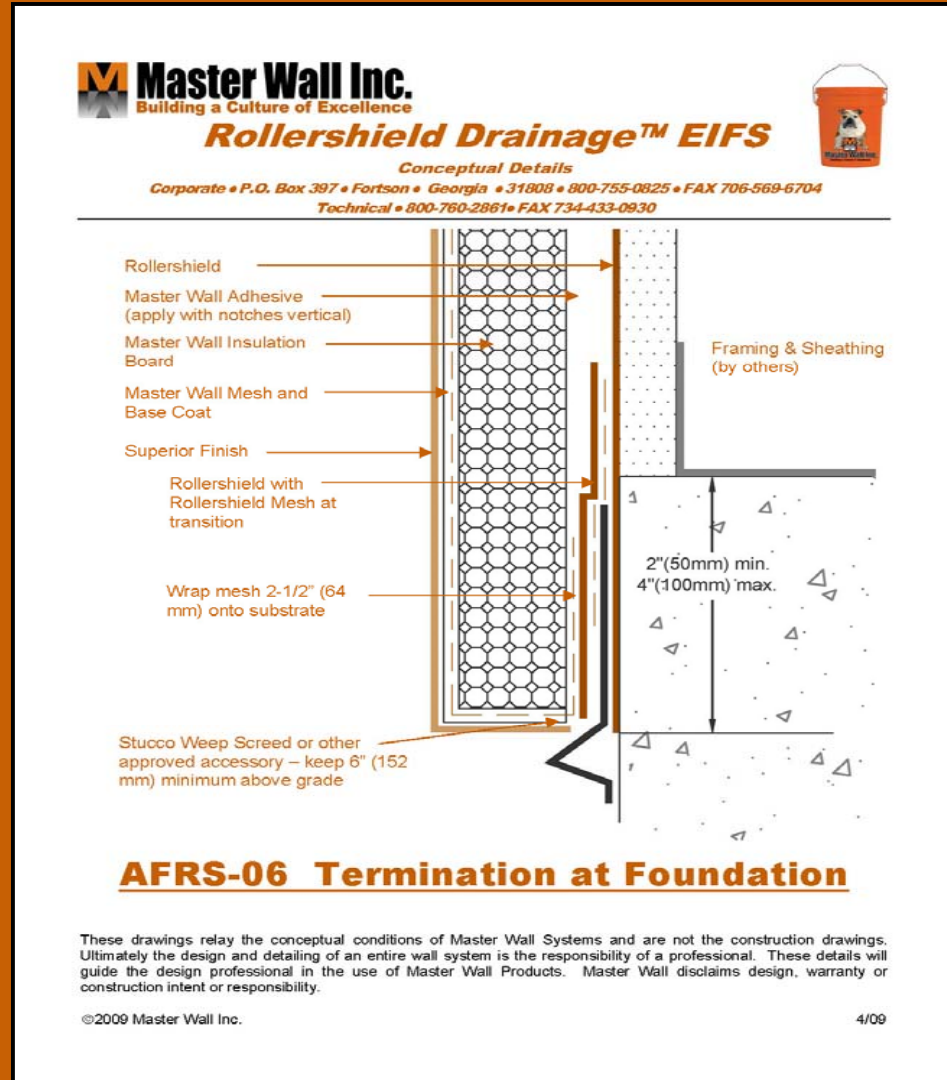 Master Wall Inc.
Building a Culture of Excellence
Rollershield Drainage™ EIFS
Conceptual Details
Corporate • P.O. Box 397 • Fortson • Georgia • 31808 • 800-755-0825 • FAX 706-569-6704
Technical • 800-760-2861• FAX 734-433-0930
Rollershield
Master Wall Adhesive
(apply with notches vertical)
Master Wall Insulation
Board
Master Wall Mesh and
Base Coat
Superior Finish
Rollershield with
Rollershield Mesh at
transition
Wrap mesh 2-1/2" (64
mm) onto substrate
Stucco Weep Screed or other
approved accessory – keep 6" (152
mm) minimum above grade
Framing & Sheathing
(by others)
2"(50mm) min.
4"(100mm) max.
AFRS-06 Termination at Foundation
These drawings relay the conceptual conditions of Master Wall Systems and are not the construction drawings.
Ultimately the design and detailing of an entire wall system is the responsibility of a professional. These details will
guide the design professional in the use of Master Wall Products. Master Wall disclaims design, warranty or
construction intent or responsibility.
©2009 Master Wall Inc.
4/09